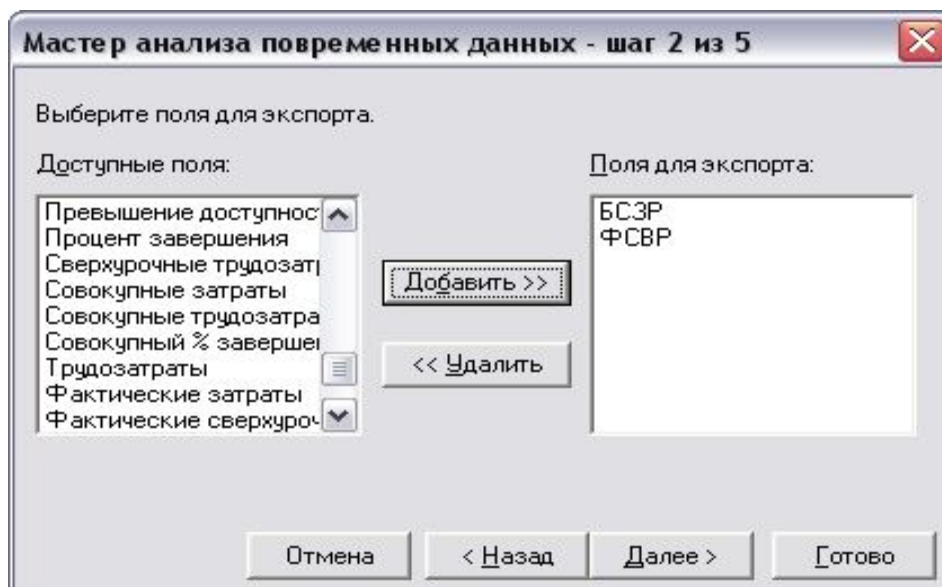 Мастер анализа повременных данных - шаг 2 из 5
Выберите поля для экспорта.
Доступные поля:
Поля для экспорта:
Превышение доступност
Процент завершения
Сверхурочные трудозатр
Совокупные затраты
Совокупные трудозатра
Совокупный % завершен
Трудозатраты
Фактические затраты
Фактические сверхуроч
Добавить >>
<< Удалить
БСЗР
ФСВР
Отмена
< Назад
Далее >
Готово